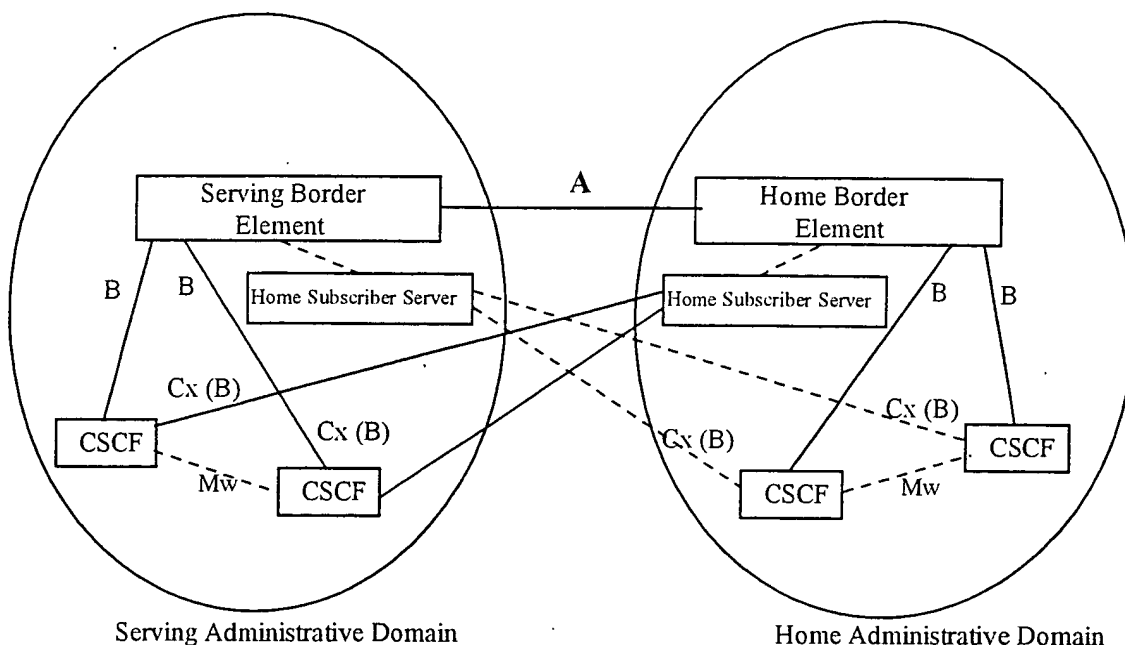 A
Serving Border
Element
Home Border
Element
B
B
Home Subscriber Server
Home Subscriber Server
B
B
Cx (B)
Cx (B)
Cx (B)
Cx (B)
CSCF
Mw
CSCF
CSCF
Mw
CSCF
Serving Administrative Domain
Home Administrative Domain